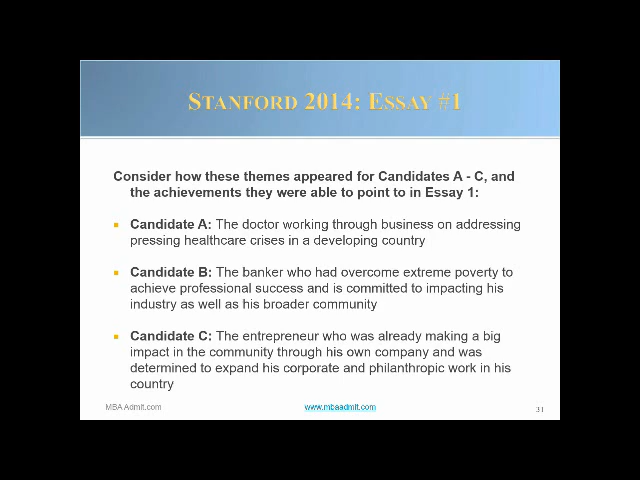 STANFORD 2014: ESSAY #1
Consider how these themes appeared for Candidates A - C, and
the achievements they were able to point to in Essay 1:
Candidate A: The doctor working through business on addressing
pressing healthcare crises in a developing country
Candidate B: The banker who had overcome extreme poverty to
achieve professional success and is committed to impacting his
industry as well as his broader community
Candidate C: The entrepreneur who was already making a big
impact in the community through his own company and was
determined to expand his corporate and philanthropic work in his
country
MBA Admit.com
www.mbaadmit.com
31